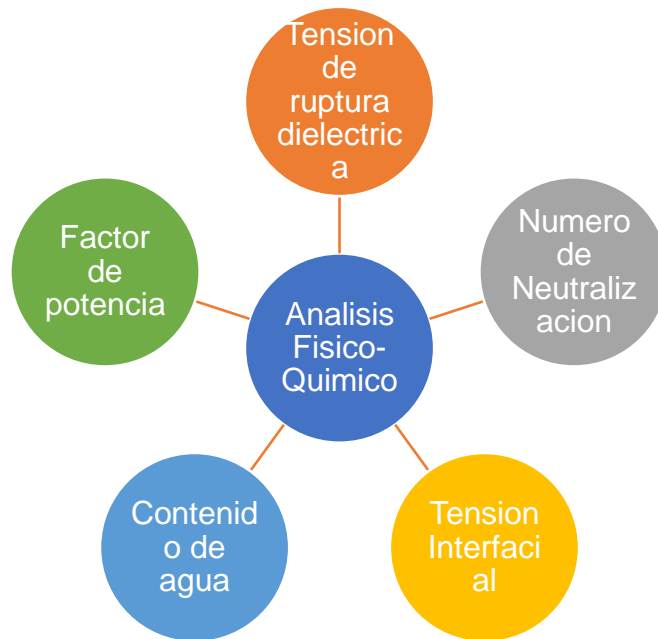 Tension
de
ruptura
dielectric
a
Factor
de
potencia
Numero
de
Neutraliz
acion
Analisis
Fisico-
Quimico
Contenid
o de
agua
Tension
Interfaci
al